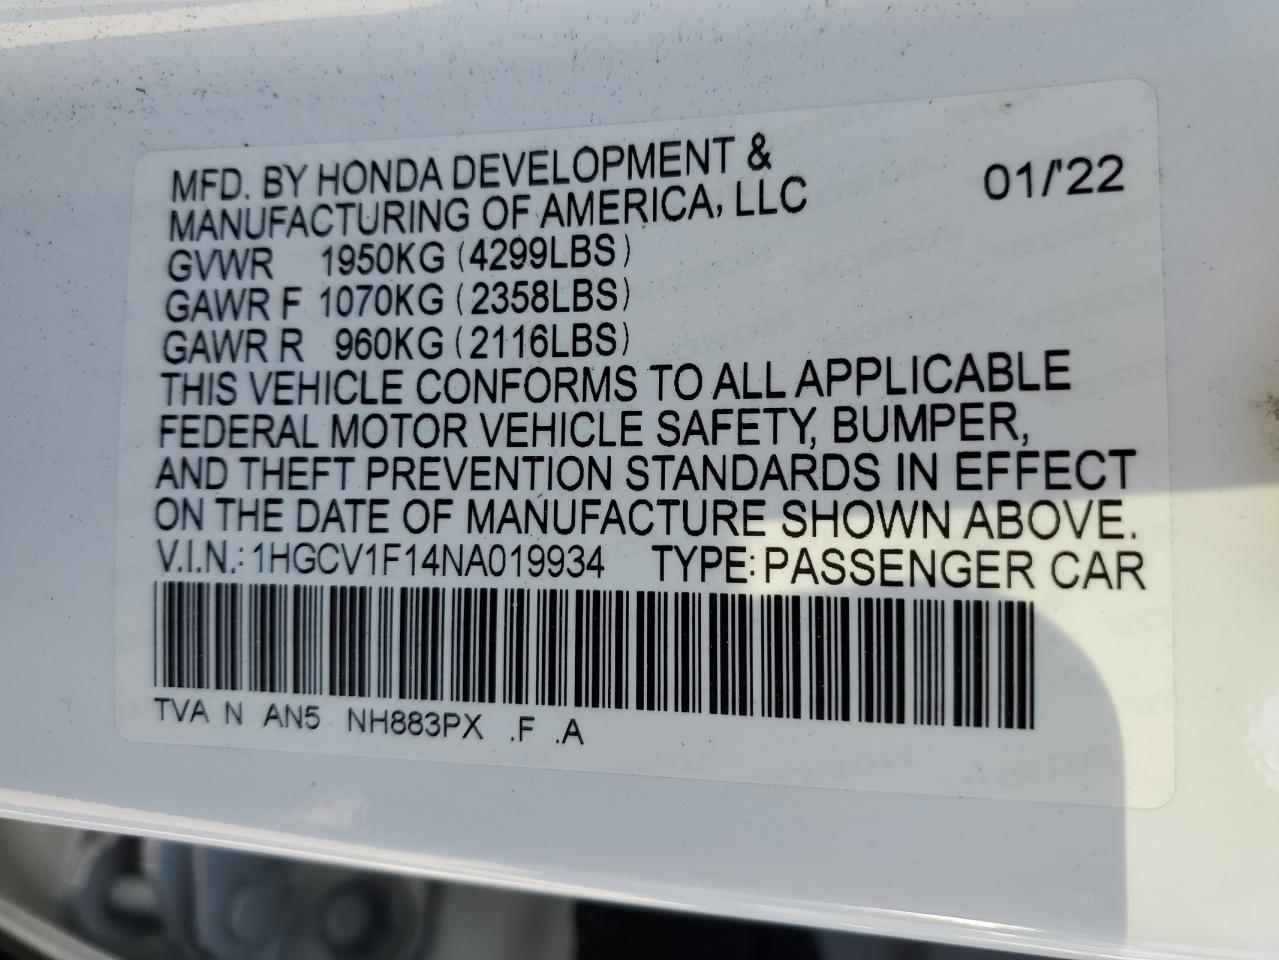 MFD. BY HONDA DEVELOPMENT &
MANUFACTURING OF AMERICA, LLC 01/'22
GVWR 1950KG (4299LBS)
GAWR F 1070KG (2358LBS)
GAWR R 960KG (2116LBS)
THIS VEHICLE CONFORMS TO ALL APPLICABLE
FEDERAL MOTOR VEHICLE SAFETY, BUMPER,
AND THEFT PREVENTION STANDARDS IN EFFECT
ON THE DATE OF MANUFACTURE SHOWN ABOVE.
V.I.N.: 1HGCV1F14NA019934 TYPE: PASSENGER CAR
TVA N AN5 NH883PX .F .A